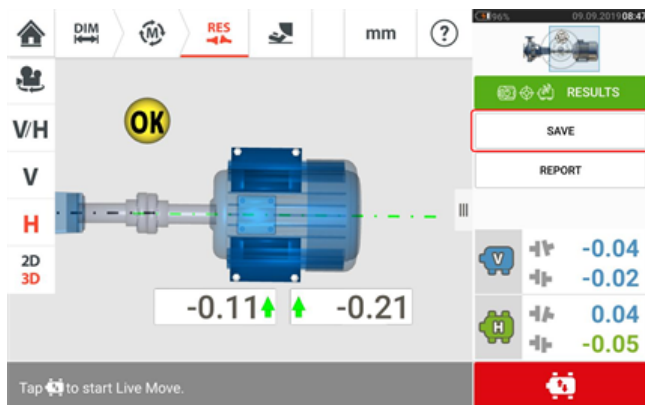 DIM
M
RES
mm
?
96%
09.09.2019 08:47
V/H
V
H
2D
3D
OK
RESULTS
SAVE
REPORT
V
-0.04
-0.02
H
0.04
-0.05
-0.11
-0.21
Tap to start Live Move.